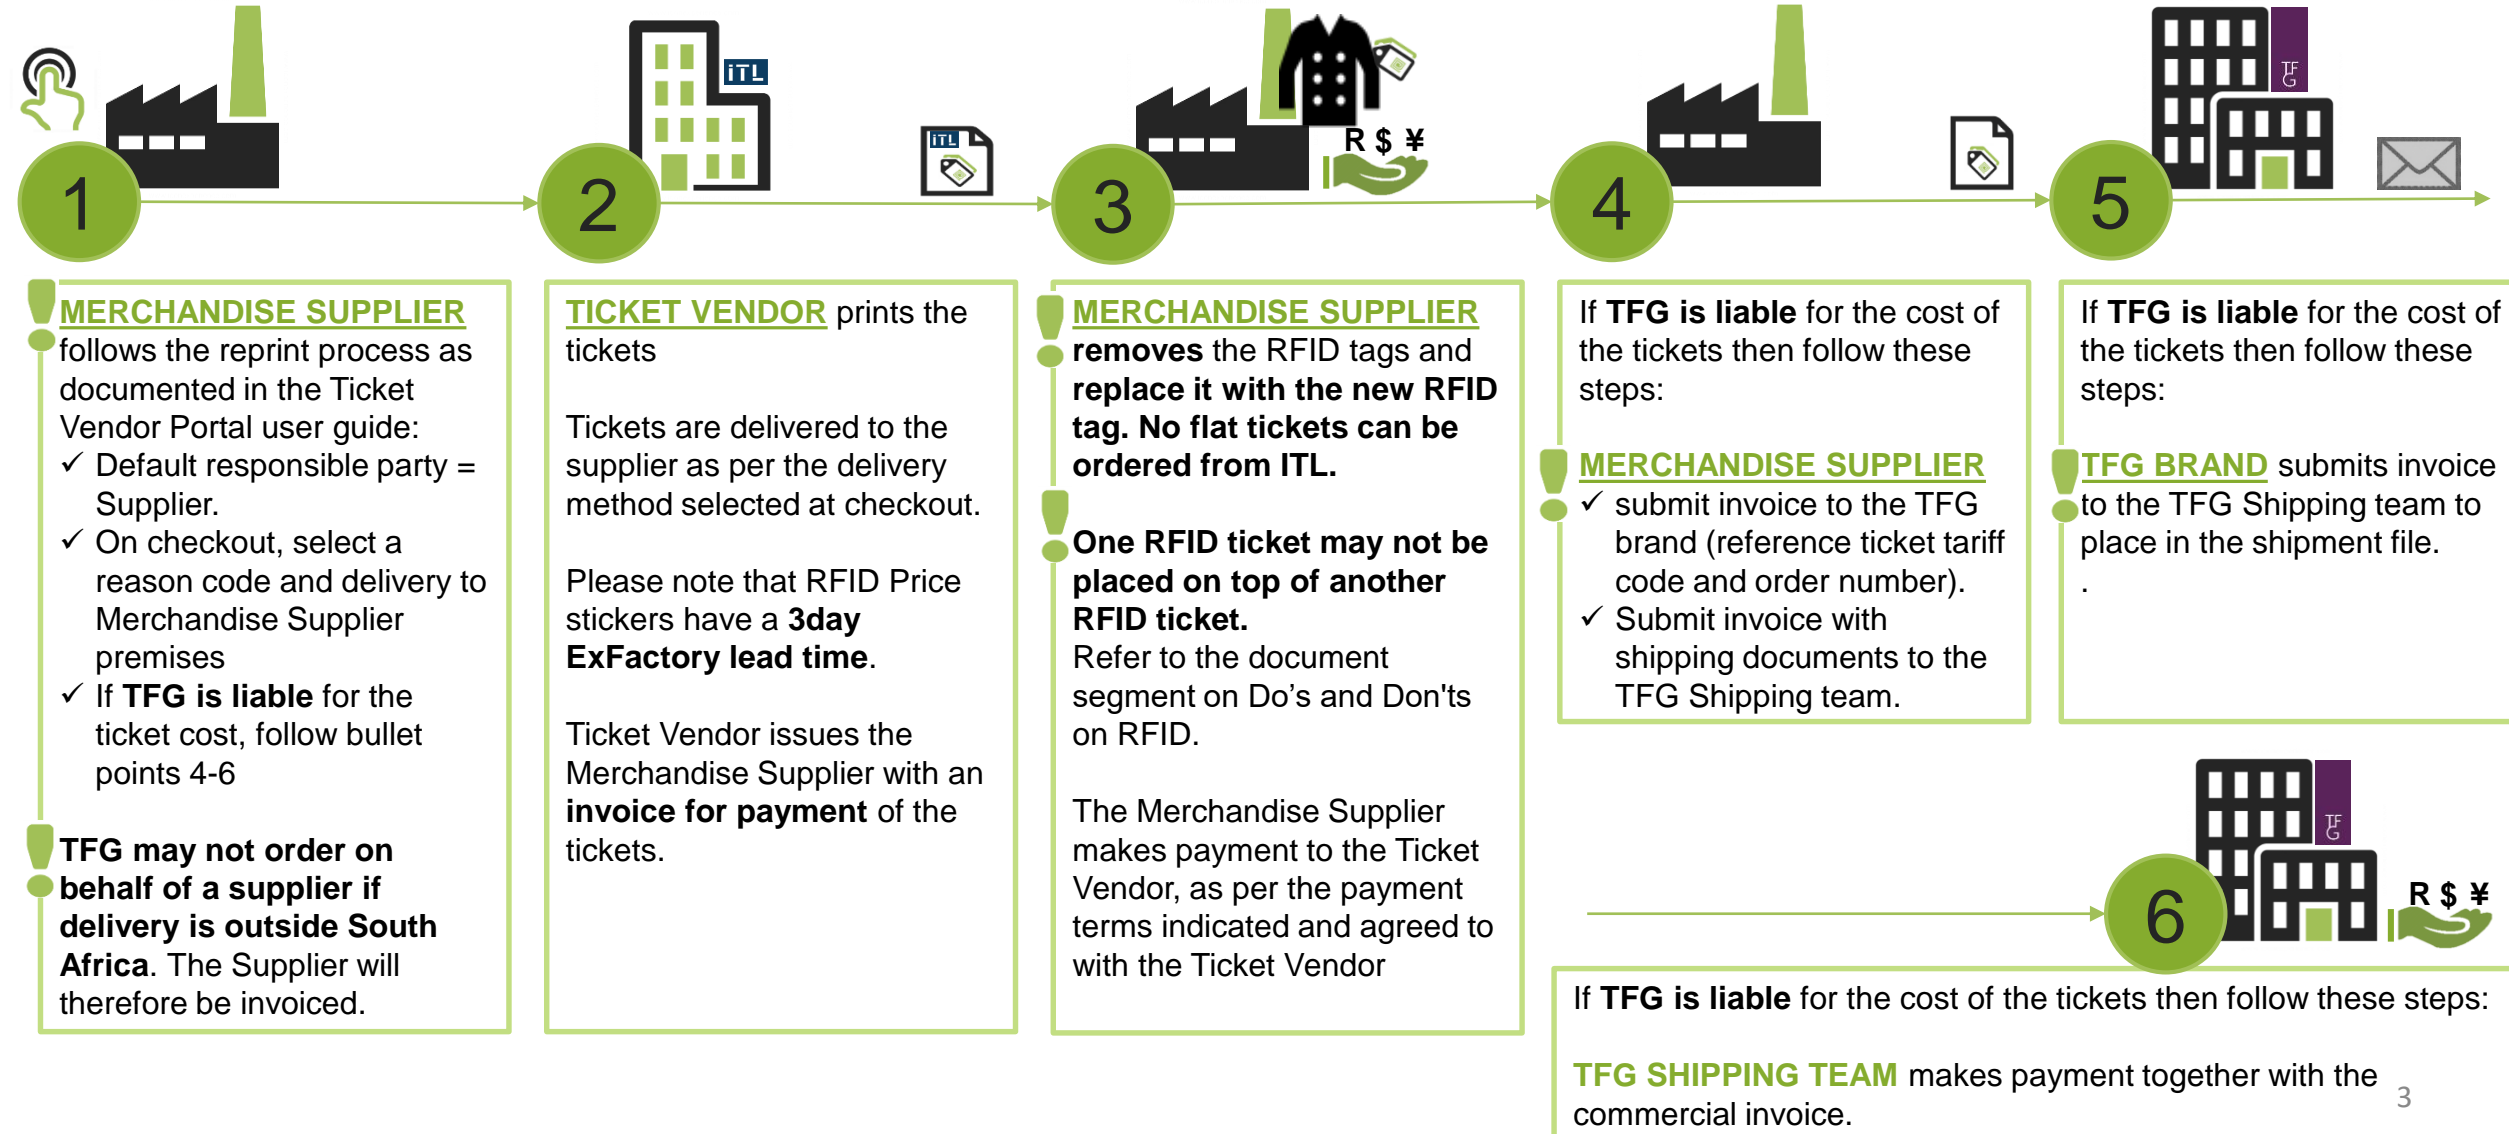 iTL
iTL
R $ ¥
TFG
1
2
3
4
5
MERCHANDISE SUPPLIER
follows the reprint process as
documented in the Ticket
Vendor Portal user guide:
✓ Default responsible party =
Supplier.
✓ On checkout, select a
reason code and delivery to
Merchandise Supplier
premises
✓ If TFG is liable for the
ticket cost, follow bullet
points 4-6
TFG may not order on
behalf of a supplier if
delivery is outside South
Africa. The Supplier will
therefore be invoiced.
TICKET VENDOR prints the
tickets
Tickets are delivered to the
supplier as per the delivery
method selected at checkout.
Please note that RFID Price
stickers have a 3day
ExFactory lead time.
Ticket Vendor issues the
Merchandise Supplier with an
invoice for payment of the
tickets.
MERCHANDISE SUPPLIER
removes the RFID tags and
replace it with the new RFID
tag. No flat tickets can be
ordered from ITL.
One RFID ticket may not be
placed on top of another
RFID ticket.
Refer to the document
segment on Do’s and Don'ts
on RFID.
The Merchandise Supplier
makes payment to the Ticket
Vendor, as per the payment
terms indicated and agreed to
with the Ticket Vendor
If TFG is liable for the cost of
the tickets then follow these
steps:
MERCHANDISE SUPPLIER
✓ submit invoice to the TFG
brand (reference ticket tariff
code and order number).
✓ Submit invoice with
shipping documents to the
TFG Shipping team.
If TFG is liable for the cost of
the tickets then follow these
steps:
TFG BRAND submits invoice
to the TFG Shipping team to
place in the shipment file.
.
TFG
R $ ¥
6
If TFG is liable for the cost of the tickets then follow these steps:
TFG SHIPPING TEAM makes payment together with the
commercial invoice.
3